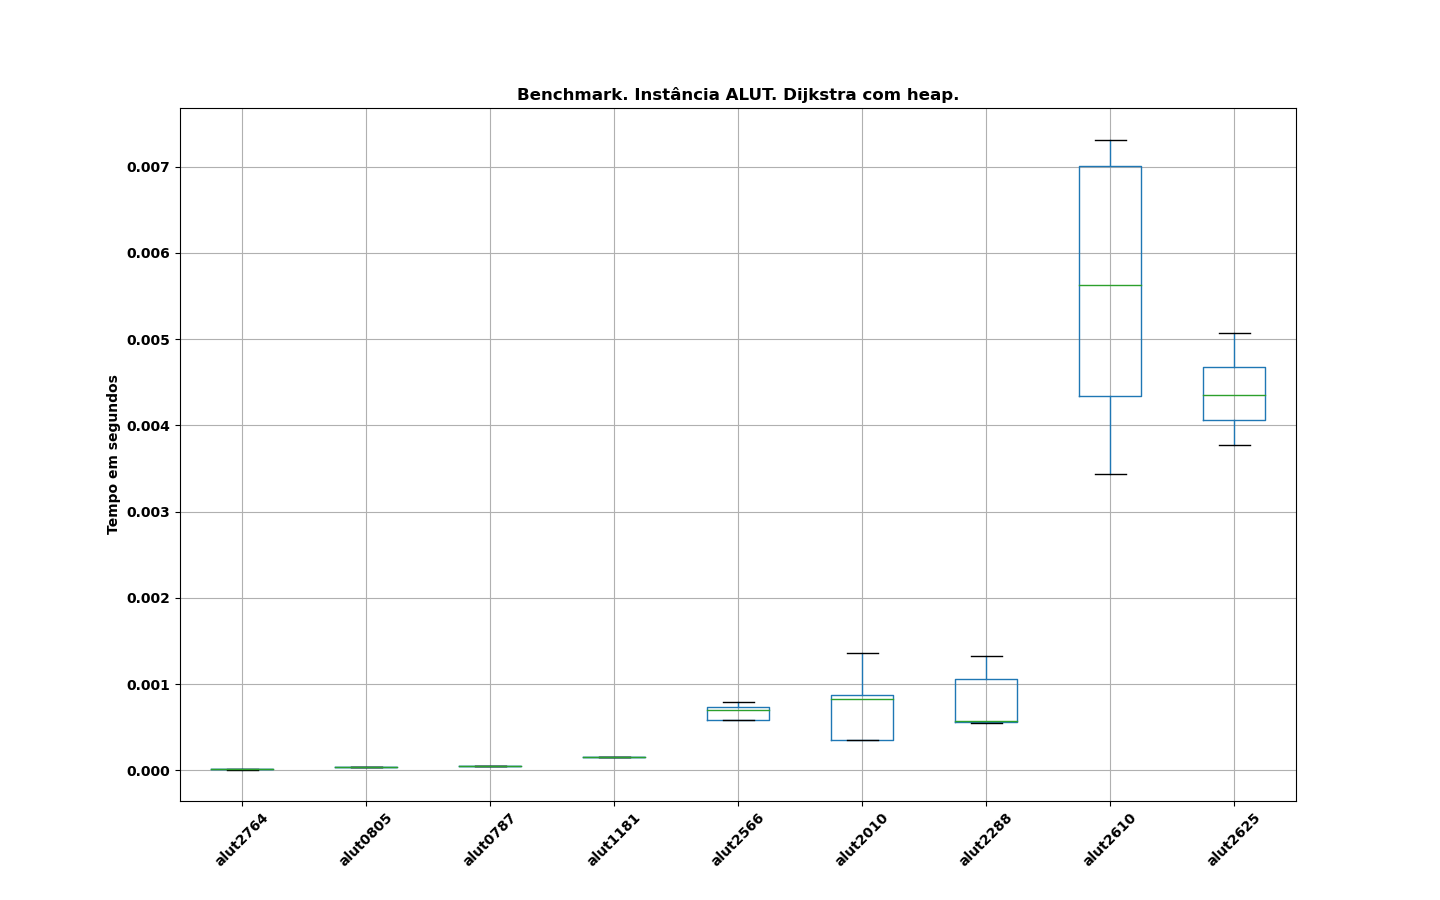 Benchmark. Instância ALUT. Dijkstra com heap.
Tempo em segundos
0.007
0.006
0.005
0.004
0.003
0.002
0.001
0.000
alut2764
alut0805
alut0787
alut1181
alut2566
alut2010
alut2288
alut2610
alut2625